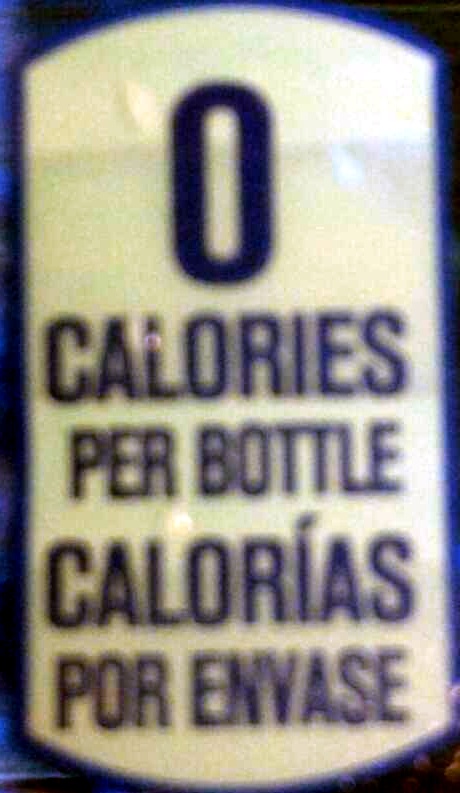 0
CALORIES
PER BOTTLE
CALORÍAS
POR ENVASE